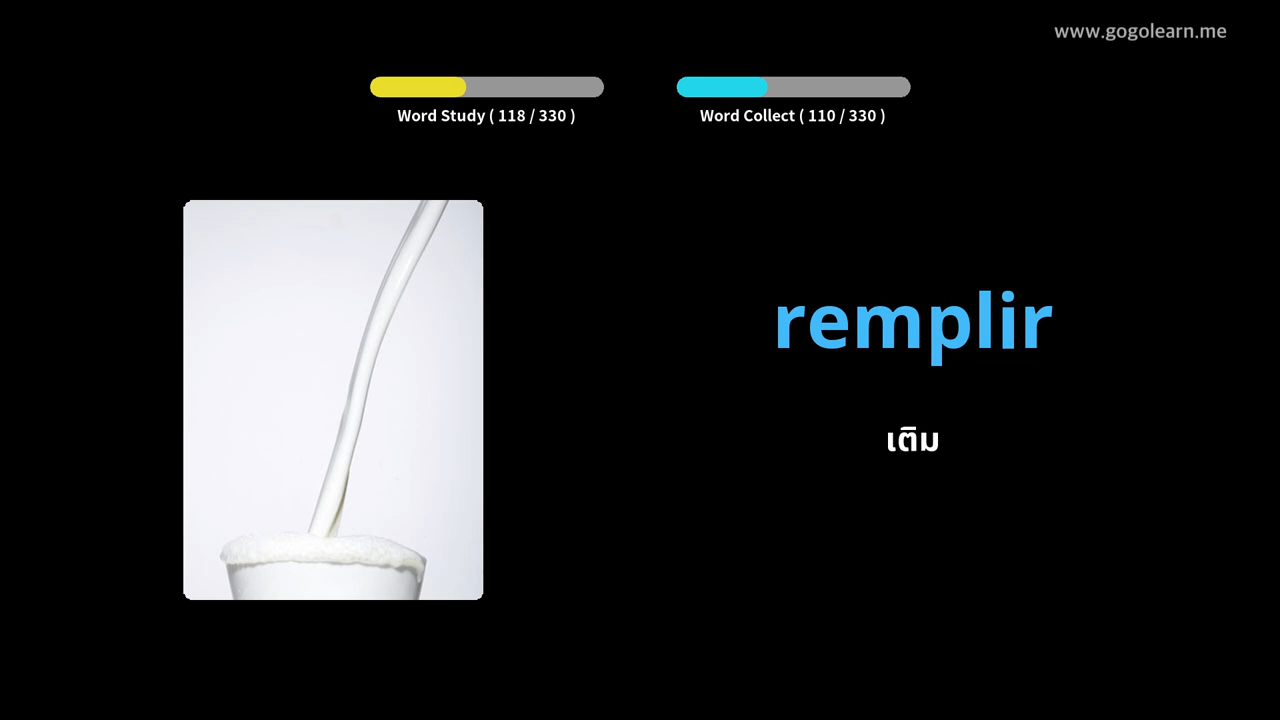 www.gogolearn.me
Word Study ( 118 / 330 )
Word Collect ( 110 / 330 )
remplir
เติม